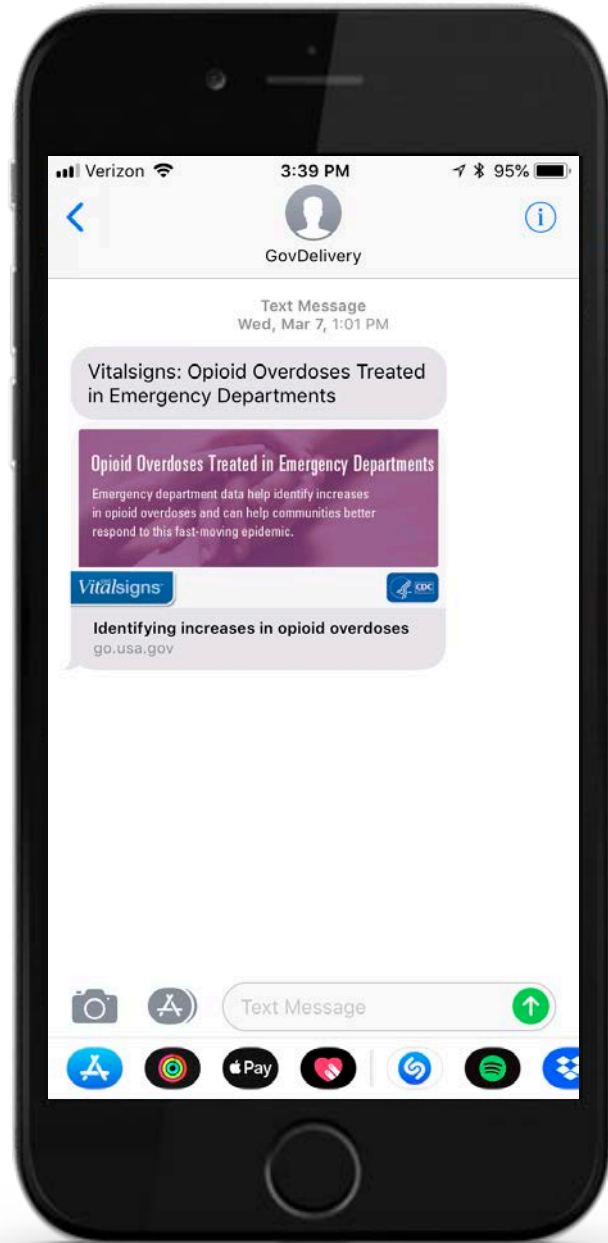 Verizon 3:39 PM 95%
GovDelivery
Text Message
Wed, Mar 7, 1:01 PM
Vitalsigns: Opioid Overdoses Treated
in Emergency Departments
Opioid Overdoses Treated in Emergency Departments
Emergency department data help identify increases
in opioid overdoses and can help communities better
respond to this fast-moving epidemic.
Vitalsigns™ CDC
Identifying increases in opioid overdoses
go.usa.gov
Text Message
Pay